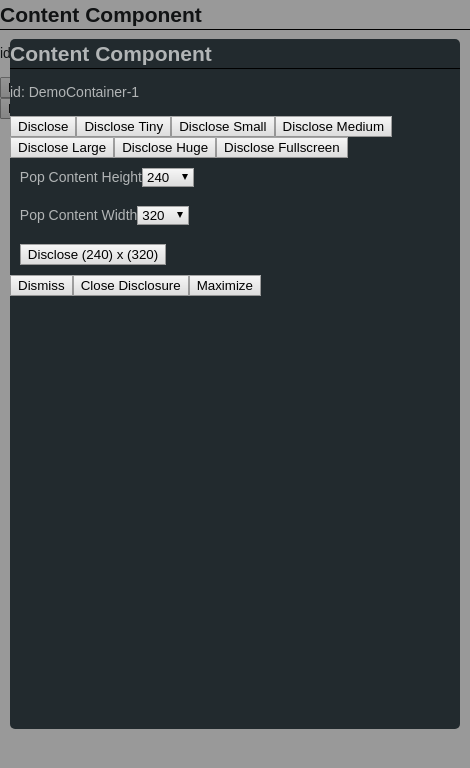 Content Component
id
Content Component
id: DemoContainer-1
Disclose Disclose Tiny Disclose Small Disclose Medium
Disclose Large Disclose Huge Disclose Fullscreen
Pop Content Height 240
Pop Content Width 320
Disclose (240) x (320)
Dismiss Close Disclosure Maximize